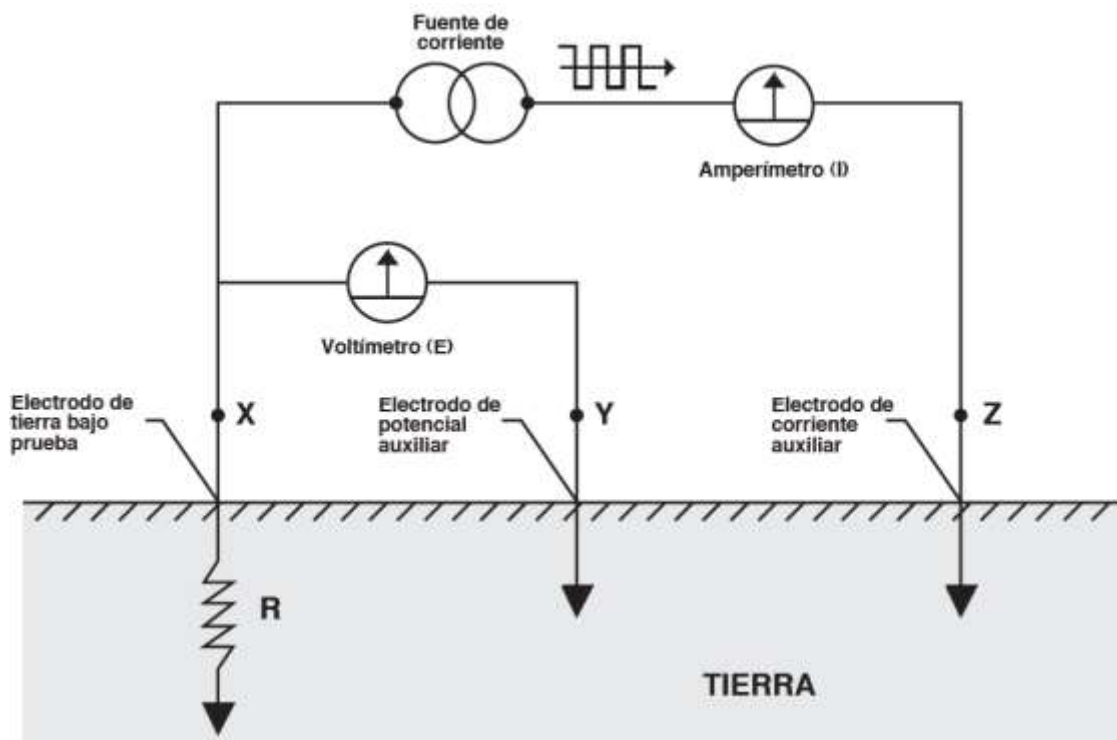 Fuente de
corriente
Amperímetro (I)
Voltímetro (E)
Electrodo de
tierra bajo
prueba
X
Electrodo de
potencial
auxiliar
Y
Electrodo de
corriente
auxiliar
Z
R
TIERRA